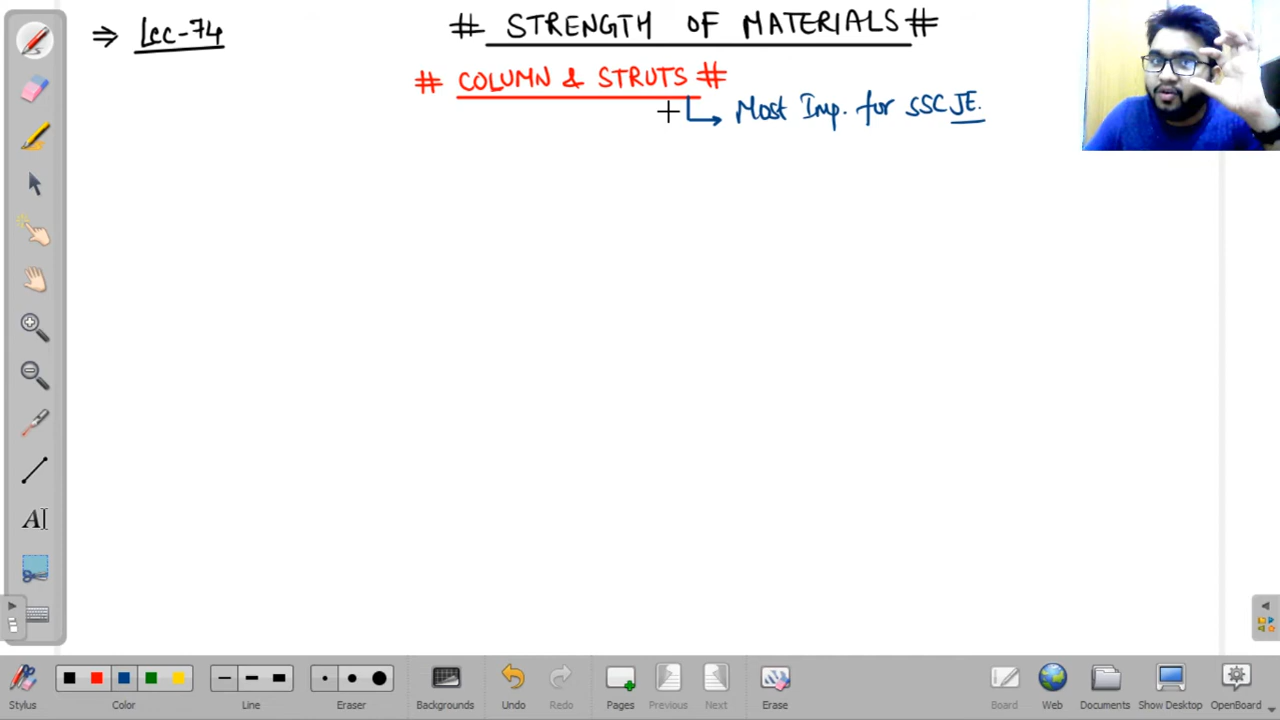 ⇒ Lec-74
# STRENGTH OF MATERIALS #
# COLUMN & STRUTS #
Most Imp. for SSC JE.
A
Stylus
Color
Line
Eraser
Backgrounds
Undo
Redo
Pages
Previous
Next
Erase
Board
Web
Documents
Show Desktop
OpenBoard